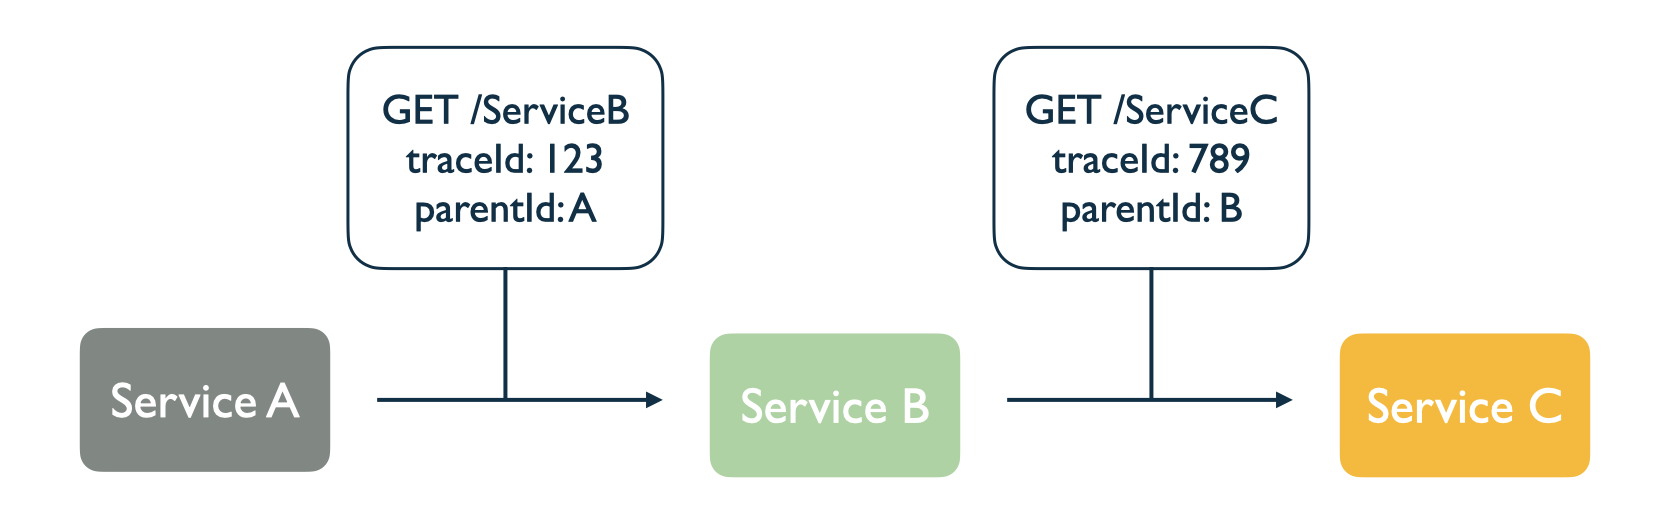 GET /ServiceB
traceId: 123
parentId: A
GET /ServiceC
traceId: 789
parentId: B
Service A
Service B
Service C